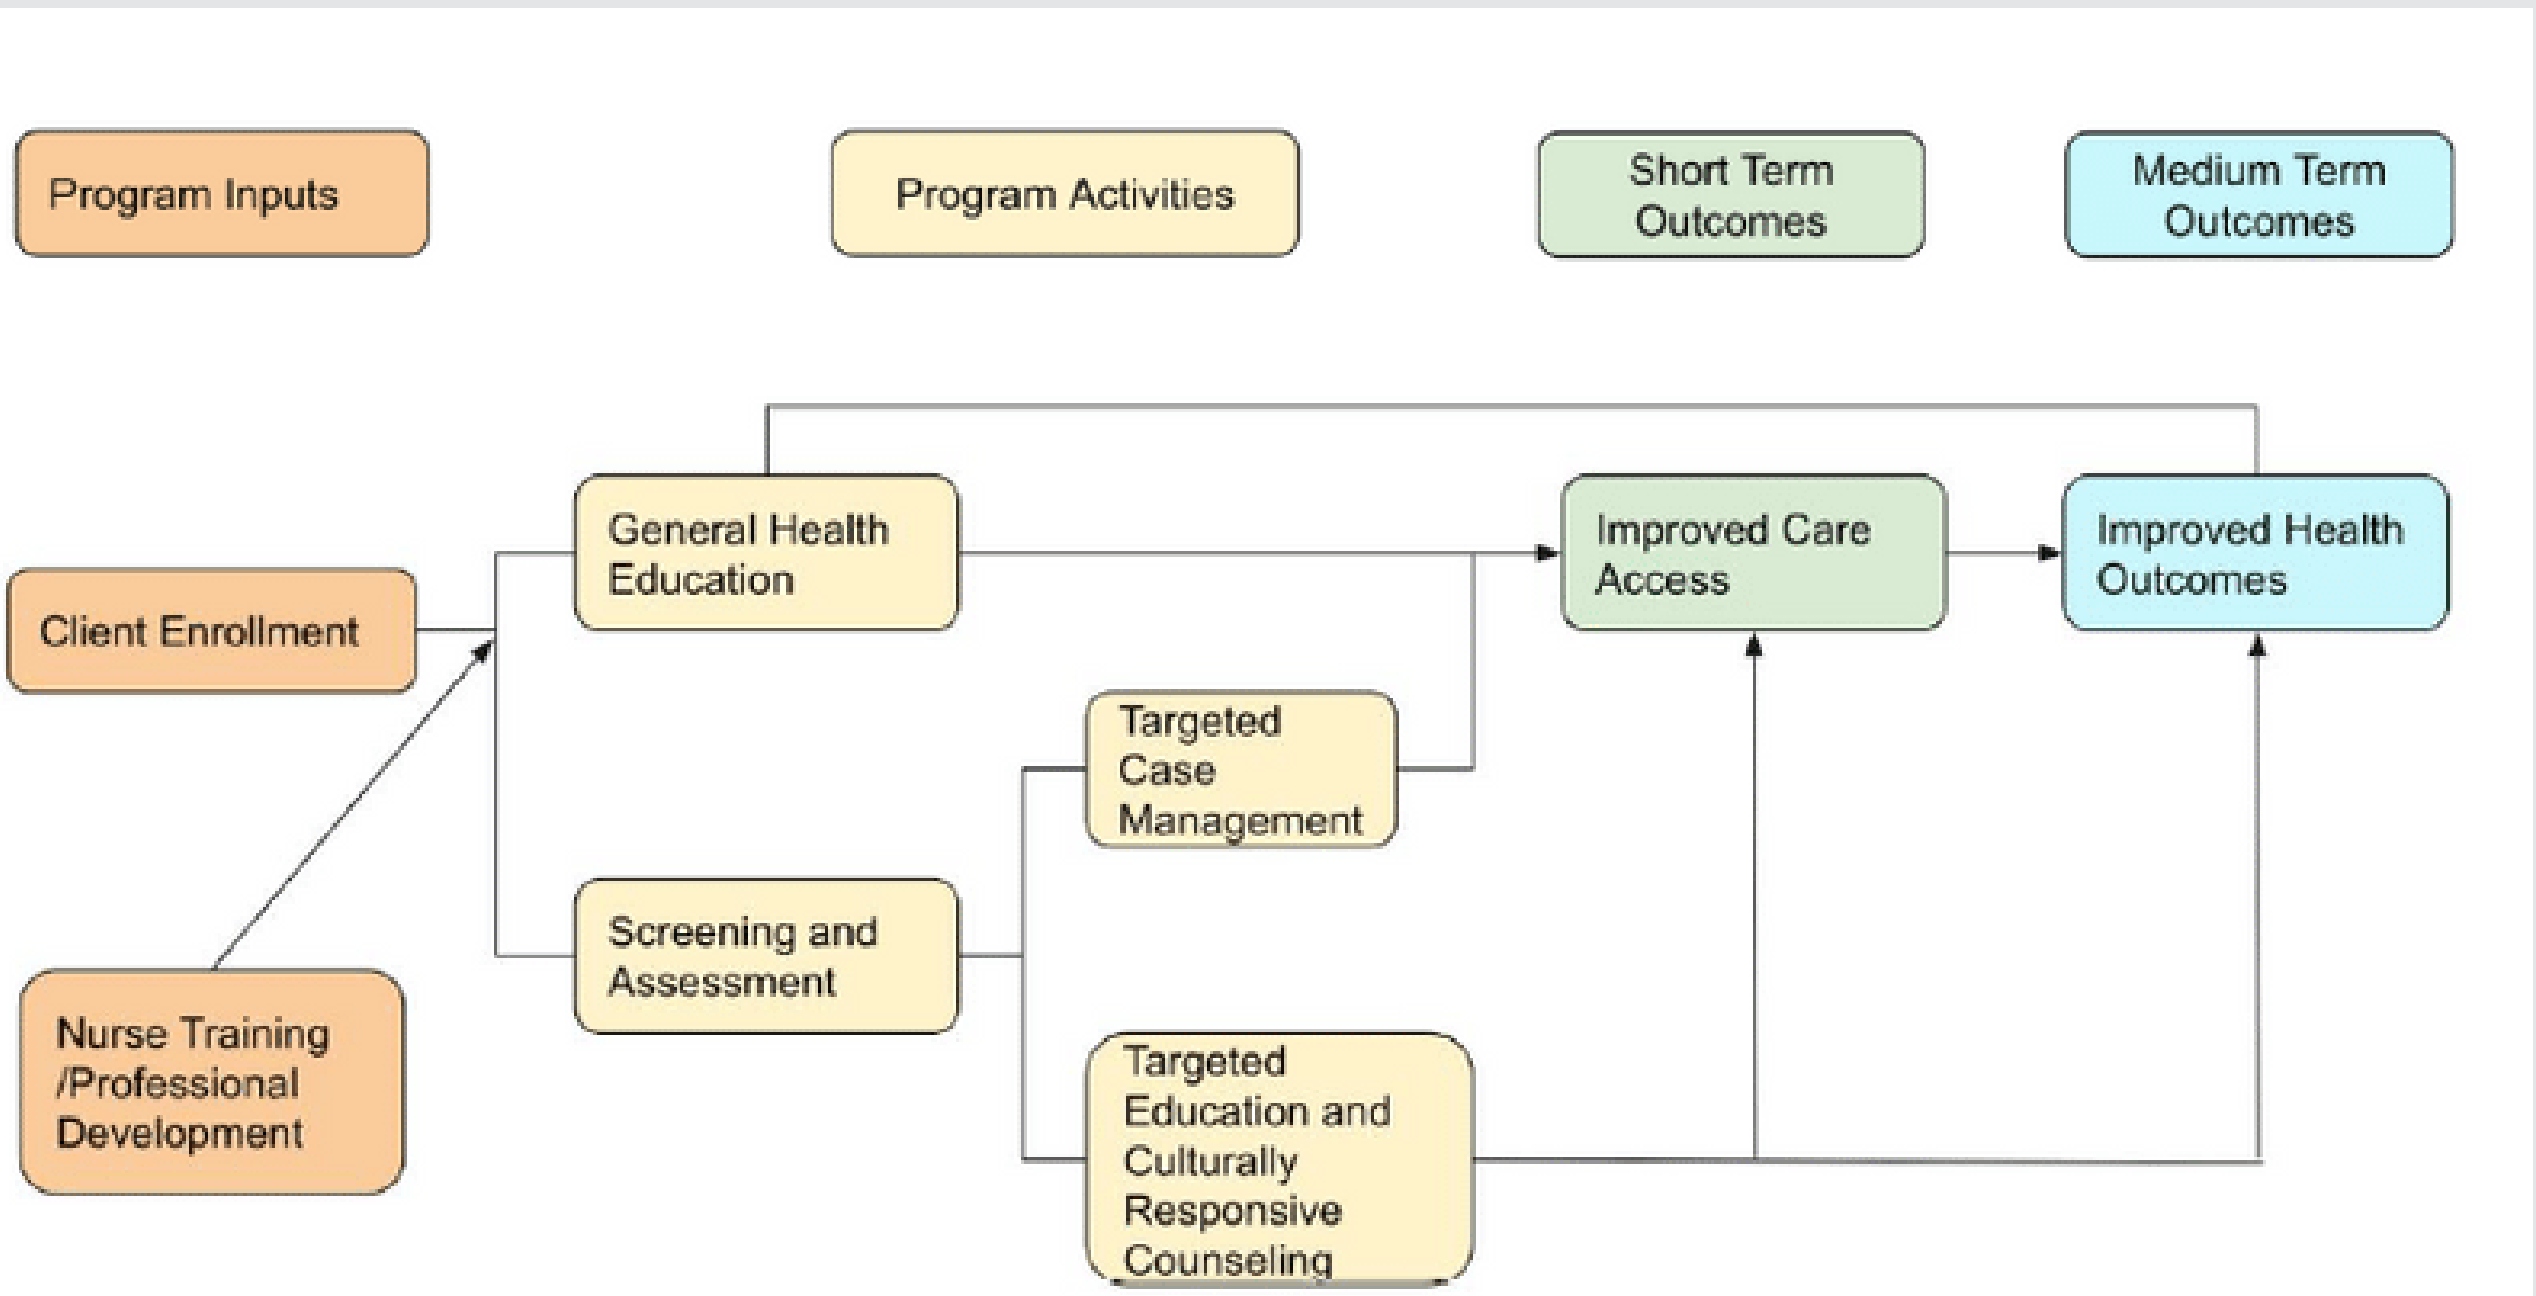 Program Inputs
Program Activities
Short Term
Outcomes
Medium Term
Outcomes
General Health
Education
Improved Care
Access
Improved Health
Outcomes
Client Enrollment
Targeted
Case
Management
Screening and
Assessment
Nurse Training
/Professional
Development
Targeted
Education and
Culturally
Responsive
Counseling